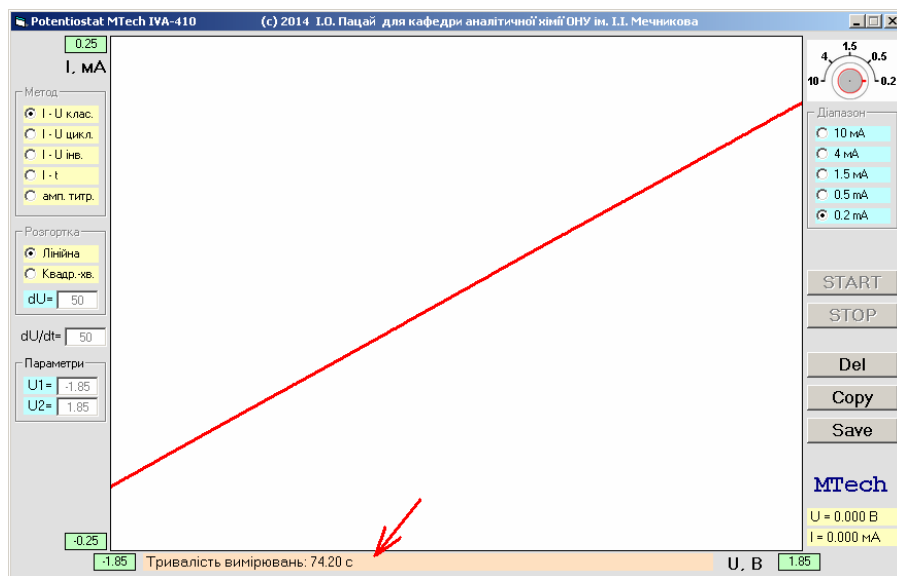 Potentiostat MTech IVA-410 (c) 2014 І.О. Пацай для кафедри аналітичної хімії ОНУ ім. І.І. Мечникова
0.25
I, мА
Метод
I - U клас.
I - U цикл.
I - U інв.
I - t
амп. титр.
Розгортка
Лінійна
Квадр.-хв.
dU= 50
dU/dt= 50
Параметри
U1= -1.85
U2= 1.85
-0.25
-1.85 Тривалість вимірювань: 74.20 с U, В 1.85
1.5
4 0.5
10 0.2
Діапазон
10 мА
4 мА
1.5 мА
0.5 mA
0.2 mA
START
STOP
Del
Copy
Save
MTech
U = 0.000 В
I = 0.000 мА